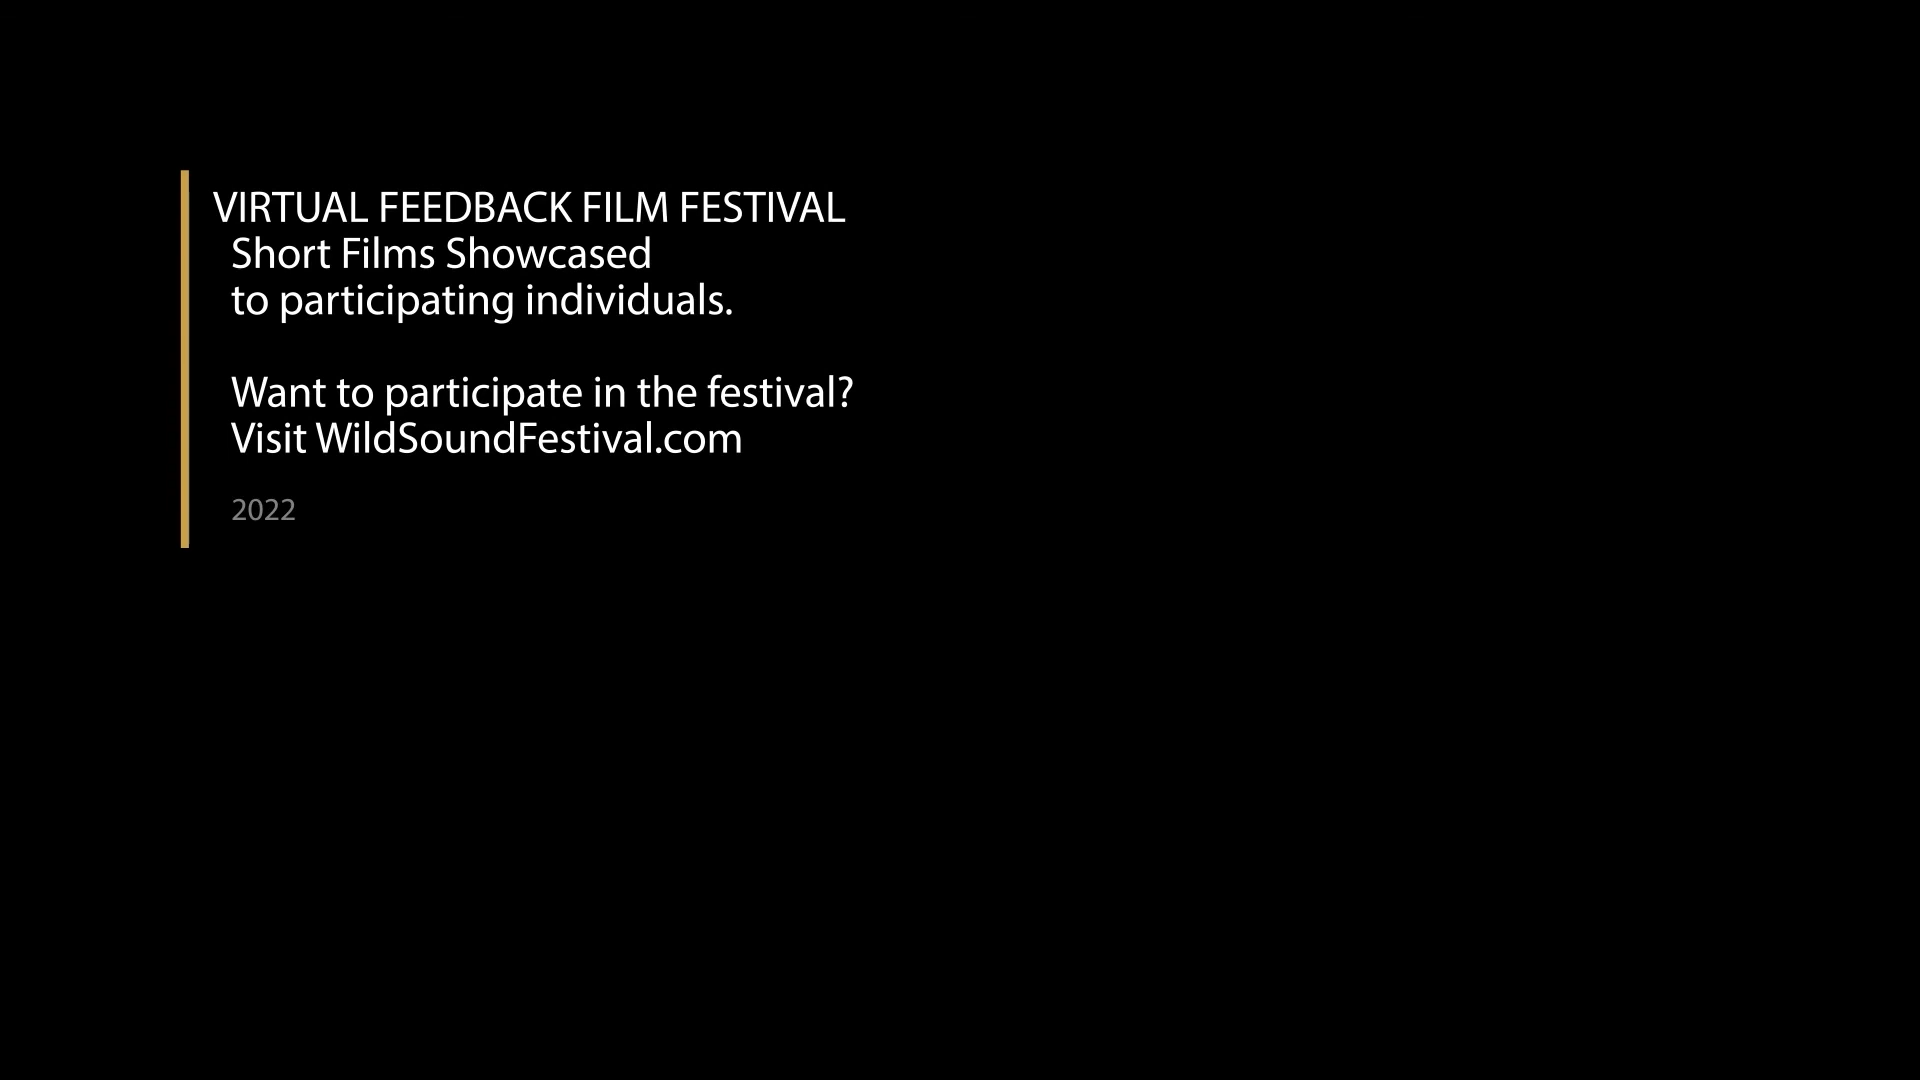 VIRTUAL FEEDBACK FILM FESTIVAL
Short Films Showcased
to participating individuals.
Want to participate in the festival?
Visit WildSoundFestival.com
2022